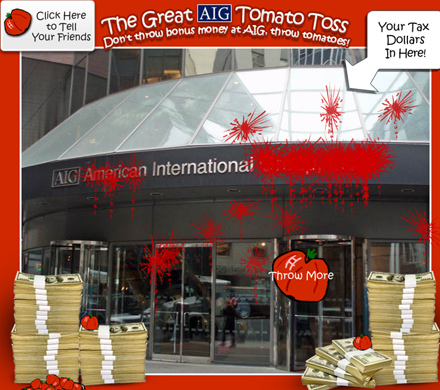 Click Here
to Tell
Your Friends
The Great AIG Tomato Toss
Don't throw bonus money at AIG, throw tomatoes!
Your Tax
Dollars
In Here!
AIG American International
Throw More